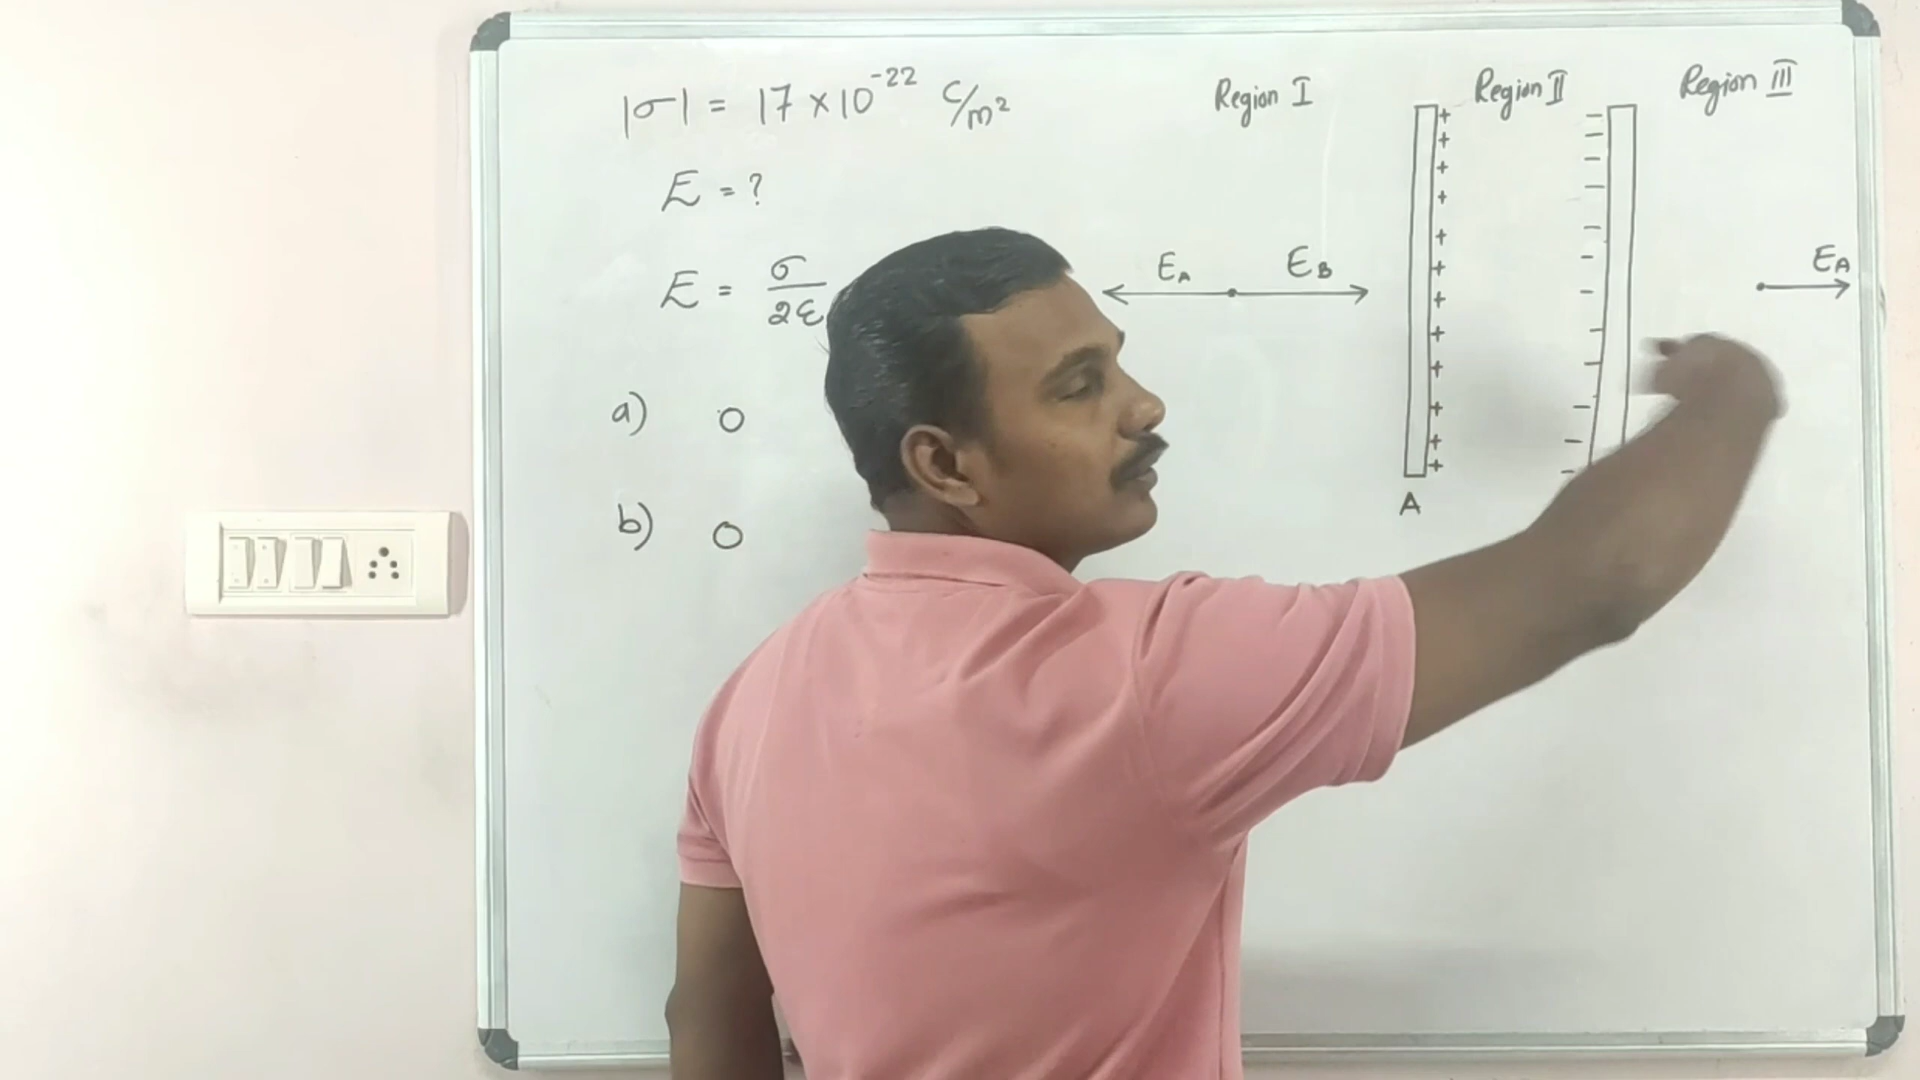 |σ| = 17 × 10⁻²² C/m²
E = ?
E = σ/2ε
a) 0
b) 0
Region I
Region II
Region III
E_A
E_B
E_A
+ + + + + + + + + + + +
− − − − − − − − − − − −
A